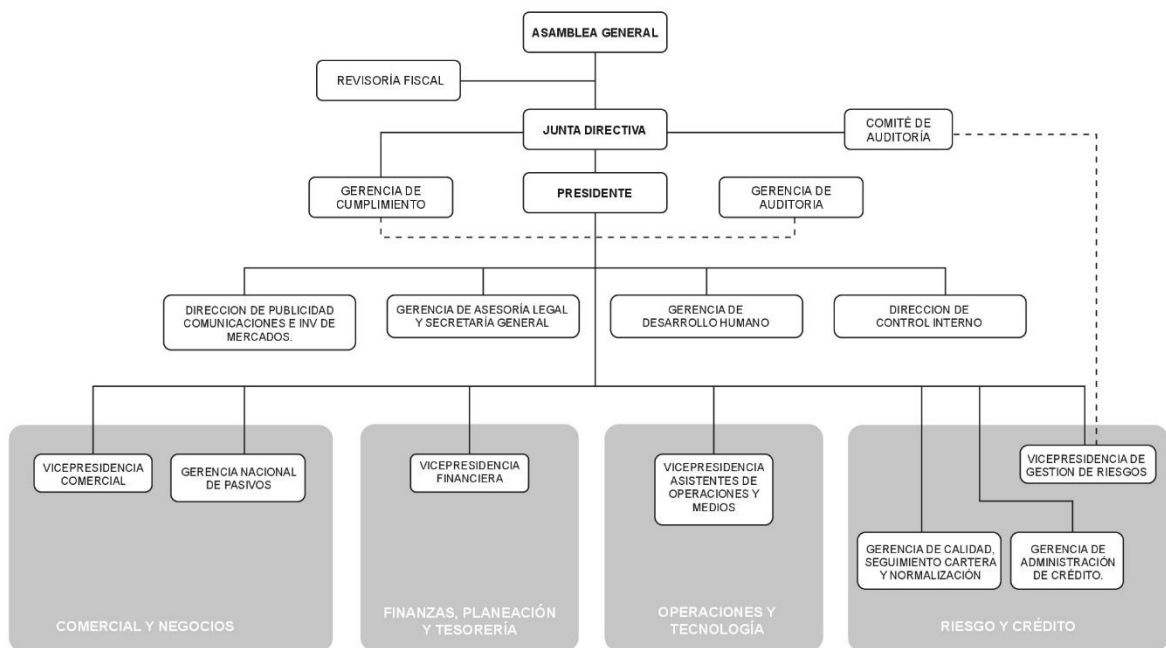 ASAMBLEA GENERAL
REVISORÍA FISCAL
JUNTA DIRECTIVA
COMITÉ DE
AUDITORÍA
GERENCIA DE
CUMPLIMIENTO
PRESIDENTE
GERENCIA DE
AUDITORIA
DIRECCION DE PUBLICIDAD
COMUNICACIONES E INV DE
MERCADOS.
GERENCIA DE ASESORÍA LEGAL
Y SECRETARÍA GENERAL
GERENCIA DE
DESARROLLO HUMANO
DIRECCION DE
CONTROL INTERNO
VICEPRESIDENCIA
COMERCIAL
GERENCIA NACIONAL
DE PASIVOS
VICEPRESIDENCIA
FINANCIERA
VICEPRESIDENCIA
ASISTENTES DE
OPERACIONES Y
MEDIOS
VICEPRESIDENCIA DE
GESTION DE RIESGOS
GERENCIA DE CALIDAD,
SEGUIMIENTO CARTERA
Y NORMALIZACIÓN
GERENCIA DE
ADMINISTRACIÓN
DE CRÉDITO.
COMERCIAL Y NEGOCIOS
FINANZAS, PLANEACIÓN
Y TESORERÍA
OPERACIONES Y
TECNOLOGÍA
RIESGO Y CRÉDITO